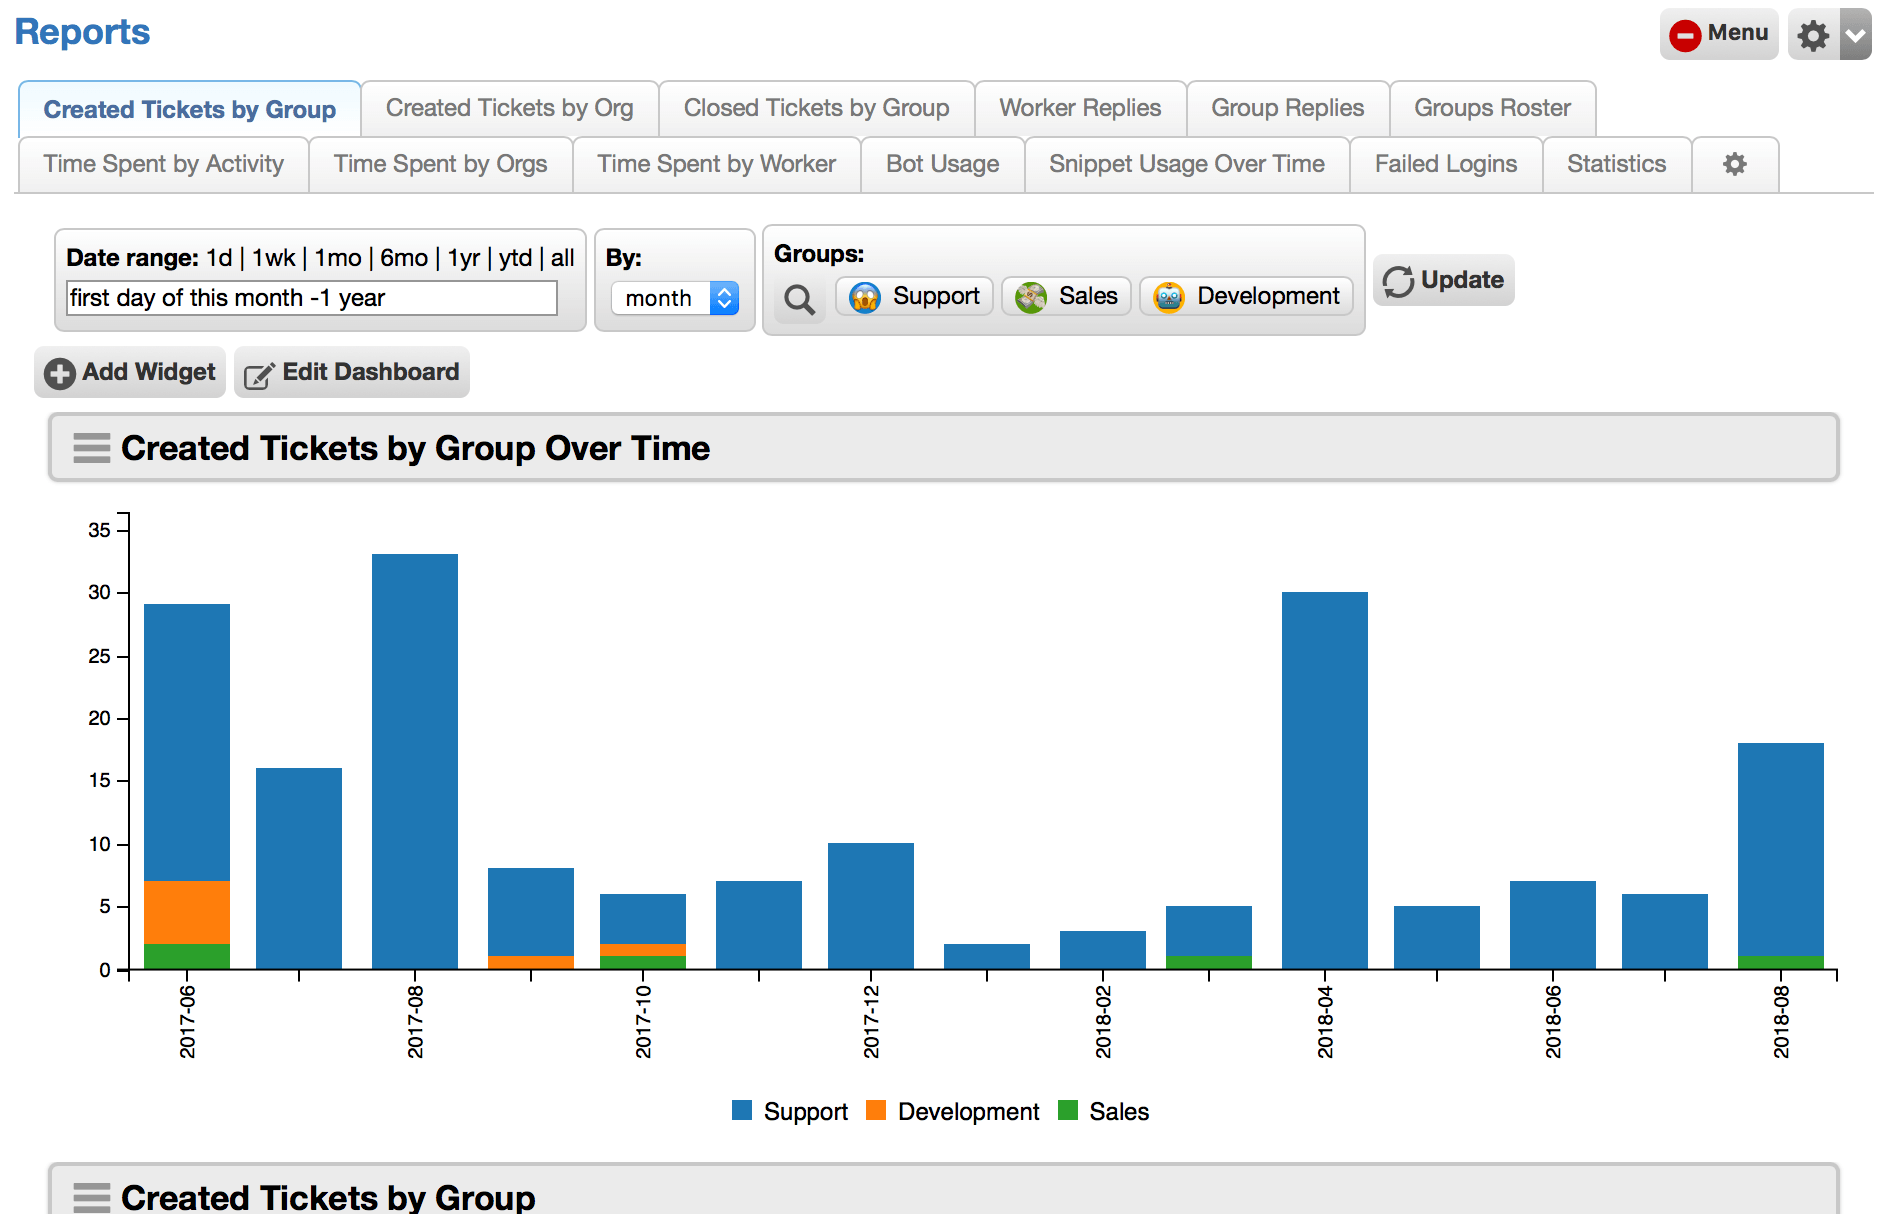 Reports
Menu
Created Tickets by Group
Created Tickets by Org
Closed Tickets by Group
Worker Replies
Group Replies
Groups Roster
Time Spent by Activity
Time Spent by Orgs
Time Spent by Worker
Bot Usage
Snippet Usage Over Time
Failed Logins
Statistics
Date range: 1d | 1wk | 1mo | 6mo | 1yr | ytd | all
first day of this month -1 year
By:
month
Groups:
Support
Sales
Development
Update
Add Widget
Edit Dashboard
Created Tickets by Group Over Time
35
30
25
20
15
10
5
0
2017-06
2017-08
2017-10
2017-12
2018-02
2018-04
2018-06
2018-08
Support
Development
Sales
Created Tickets by Group